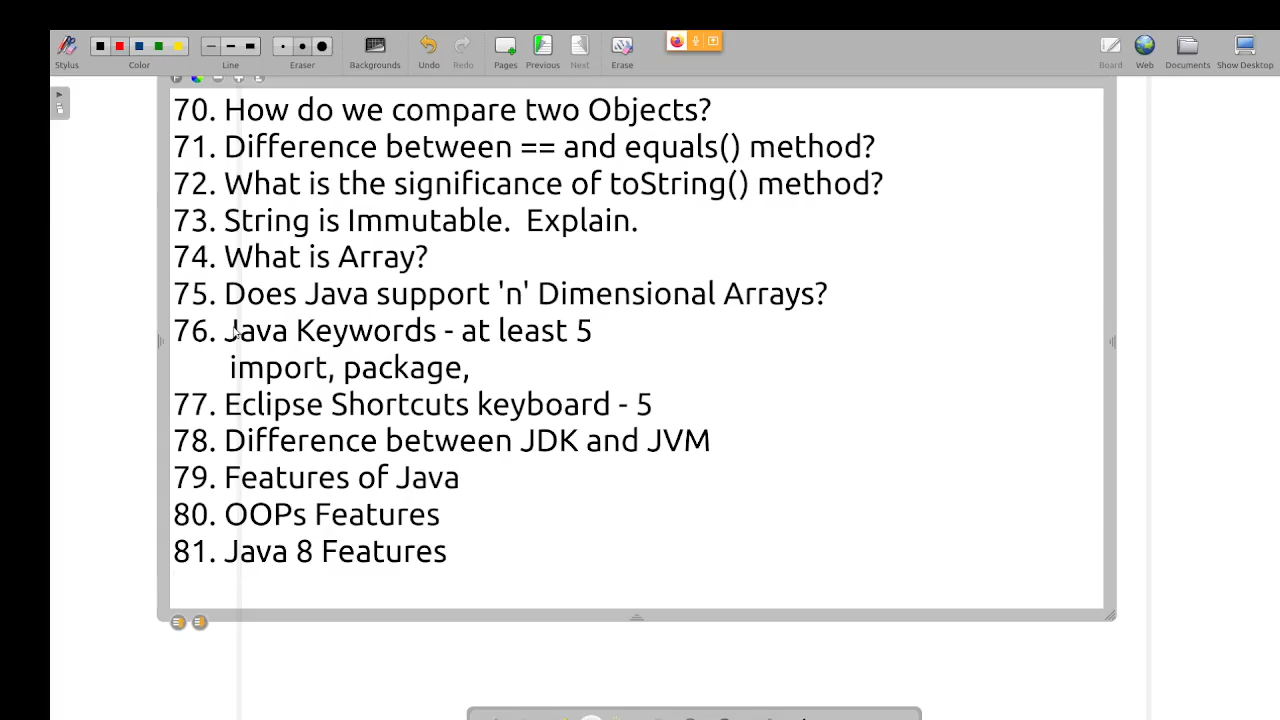 Stylus Color Line Eraser Backgrounds Undo Redo Pages Previous Next Erase Board Web Documents Show Desktop
70. How do we compare two Objects?
71. Difference between == and equals() method?
72. What is the significance of toString() method?
73. String is Immutable.  Explain.
74. What is Array?
75. Does Java support 'n' Dimensional Arrays?
76. Java Keywords - at least 5
import, package,
77. Eclipse Shortcuts keyboard - 5
78. Difference between JDK and JVM
79. Features of Java
80. OOPs Features
81. Java 8 Features